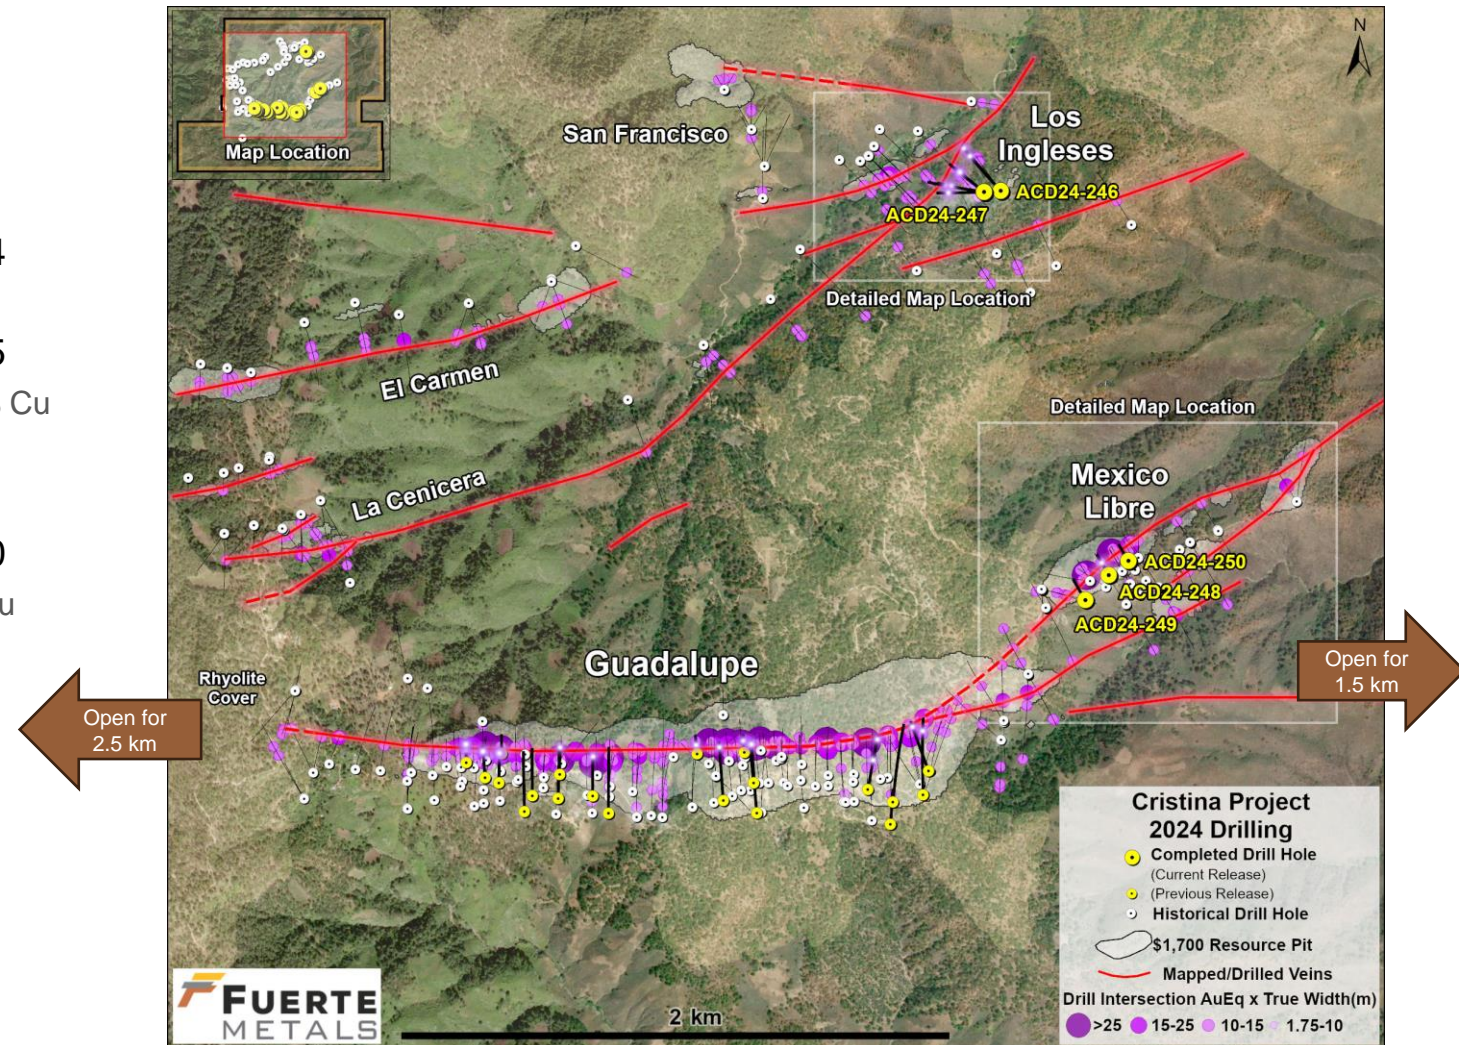 4
5
Cu
0
u
Map Location
N
San Francisco
Los
Ingleses
ACD24-246
ACD24-247
Detailed Map Location
El Carmen
La Cenicera
Detailed Map Location
Mexico
Libre
ACD24-250
ACD24-248
ACD24-249
Guadalupe
Rhyolite
Cover
Open for
2.5 km
Open for
1.5 km
Cristina Project
2024 Drilling
Completed Drill Hole
(Current Release)
(Previous Release)
Historical Drill Hole
$1,700 Resource Pit
Mapped/Drilled Veins
Drill Intersection AuEq x True Width(m)
>25 15-25 10-15 1.75-10
FUERTE
METALS
2 km